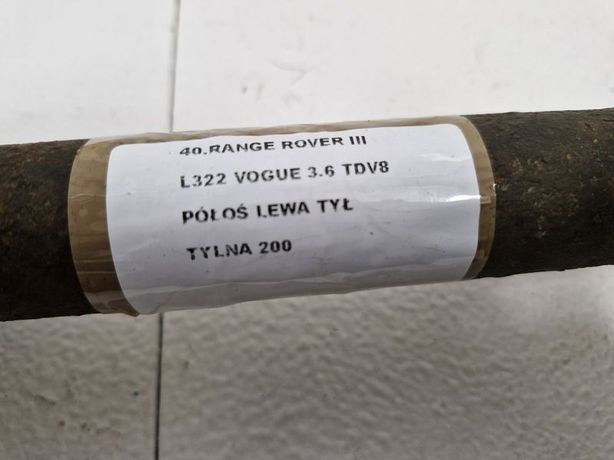 40.RANGE ROVER III
L322 VOGUE 3.6 TDV8
PÓŁOŚ LEWA TYŁ
TYLNA 200